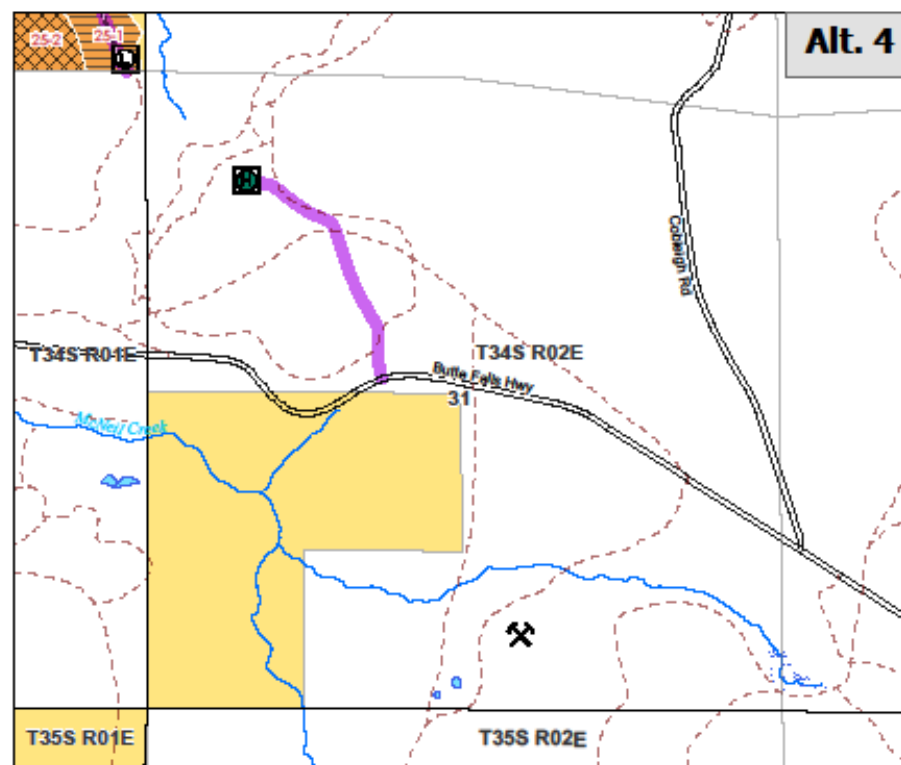 25-2
25-1
Alt. 4
Cobleigh Rd
T34S R01E
T34S R02E
Butte Falls Hwy
31
McNeil Creek
T35S R01E
T35S R02E